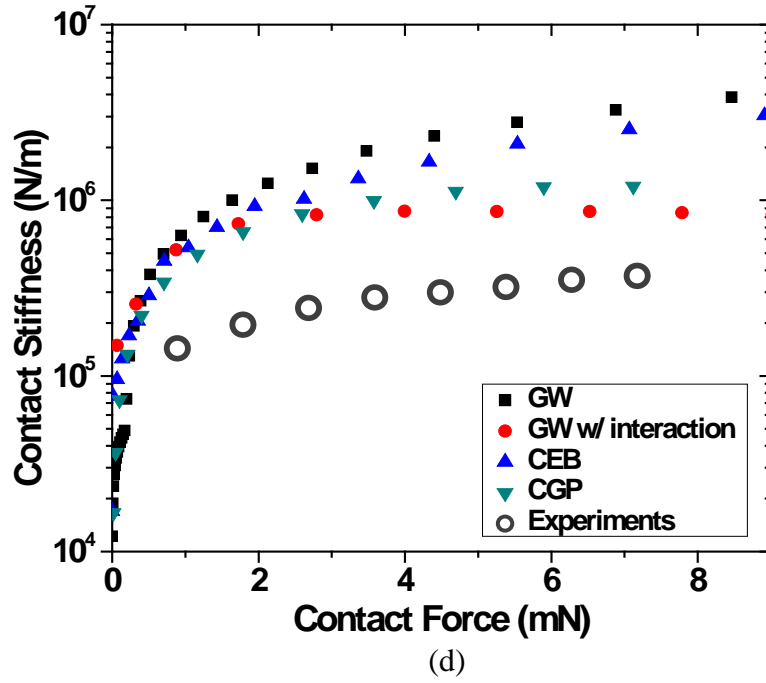 10^7
10^6
10^5
10^4
Contact Stiffness (N/m)
GW
GW w/ interaction
CEB
CGP
Experiments
0 2 4 6 8
Contact Force (mN)
(d)